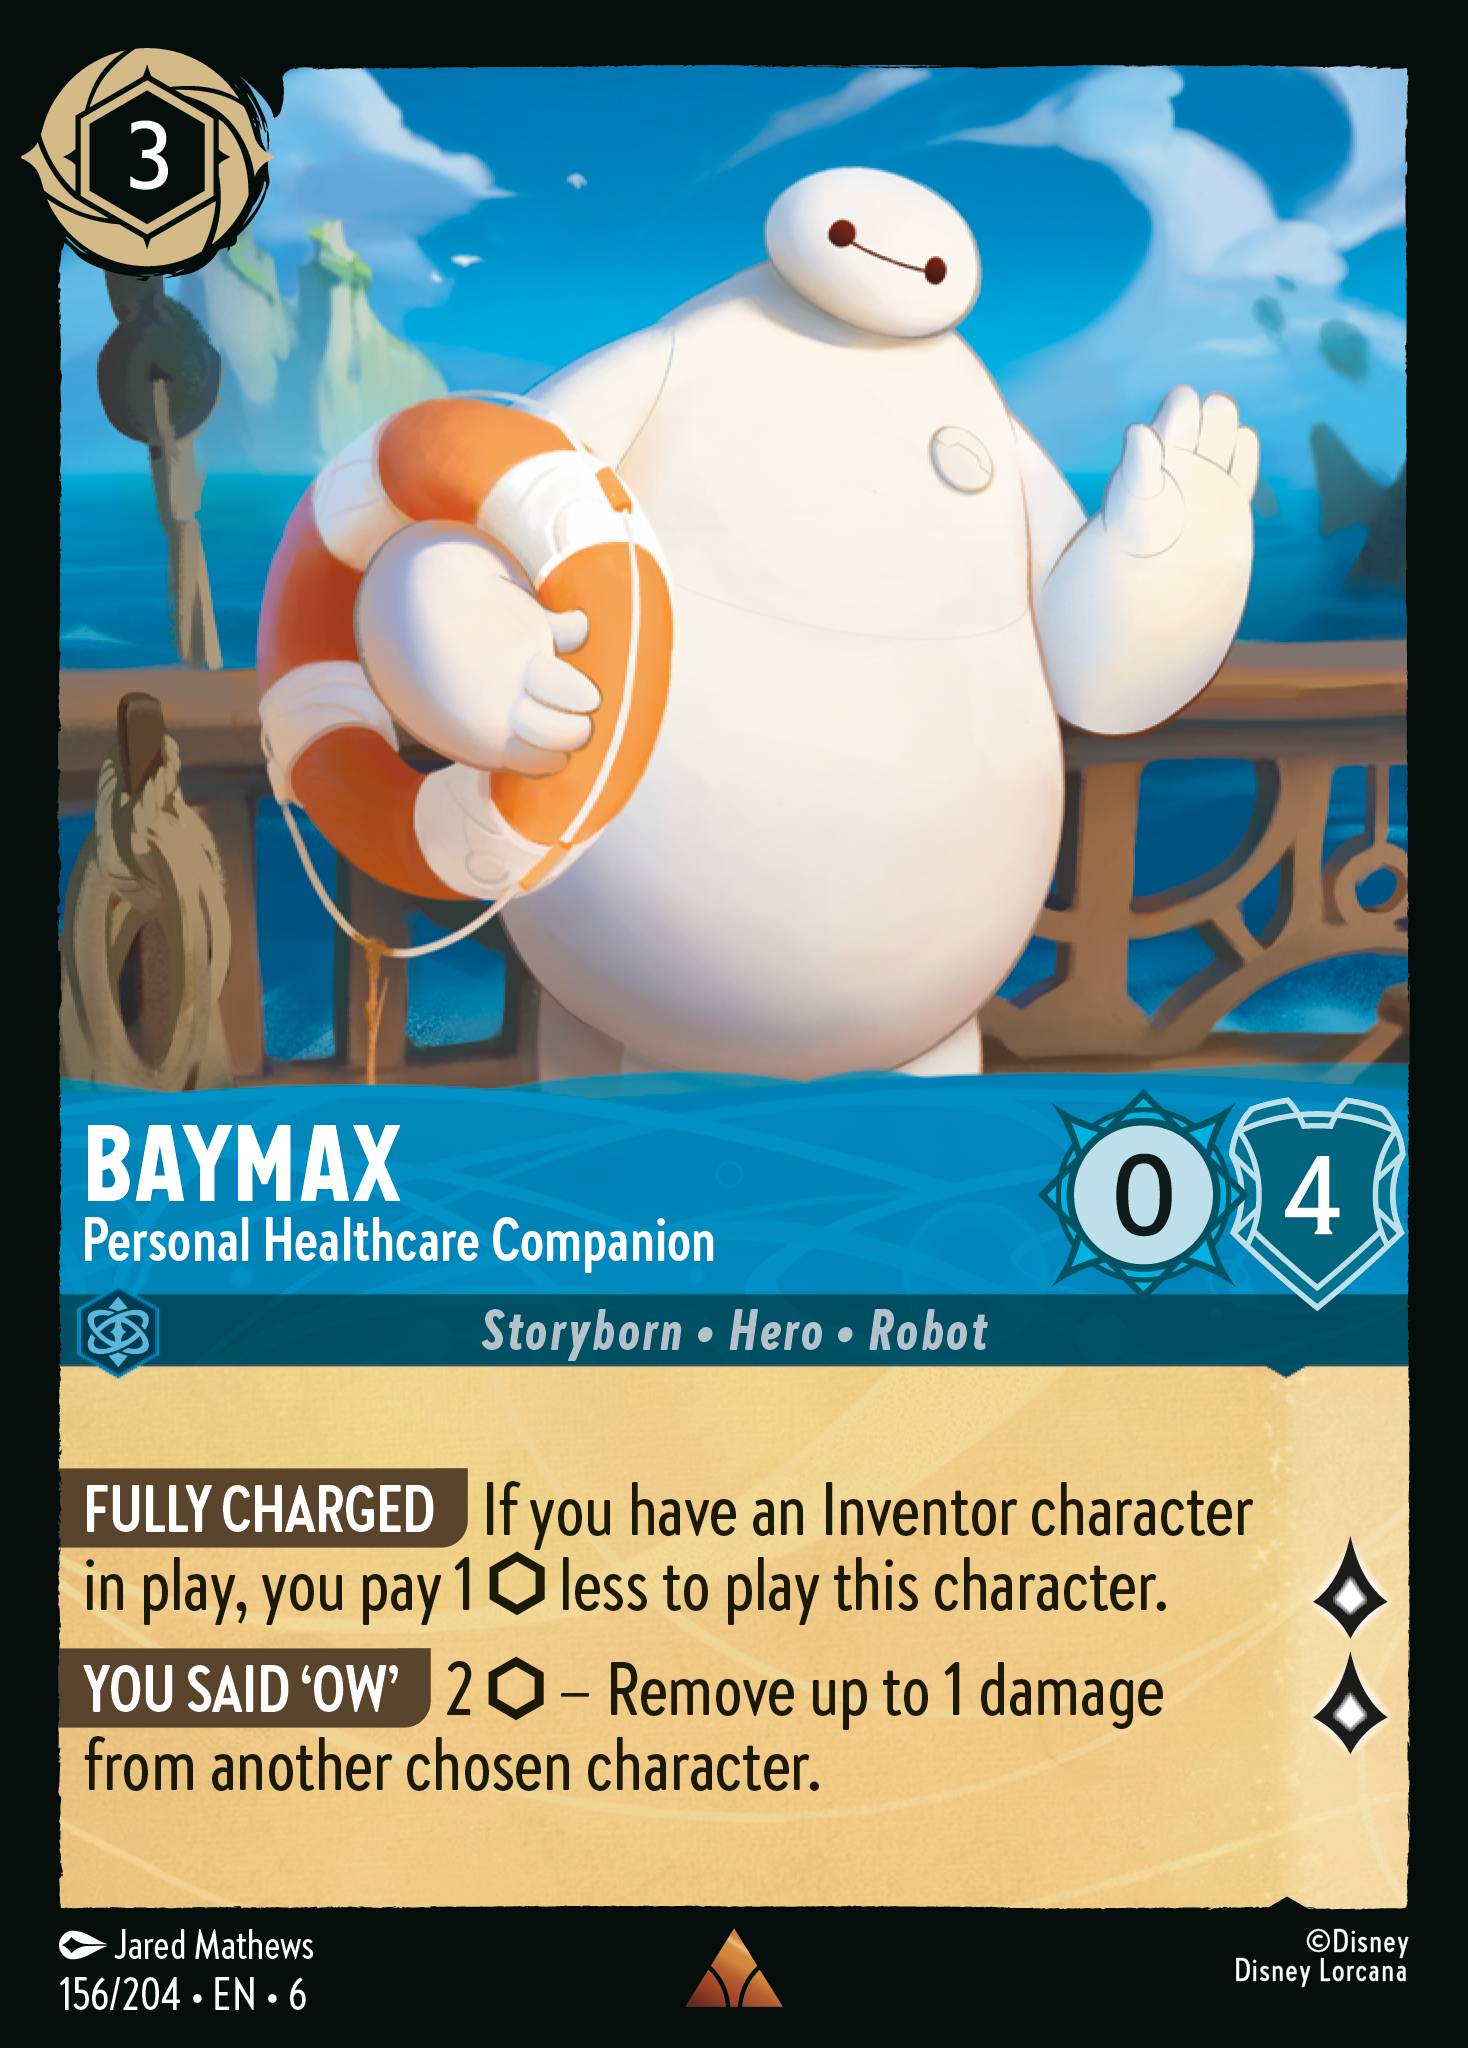 3
BAYMAX
Personal Healthcare Companion
0
4
Storyborn • Hero • Robot
FULLY CHARGED If you have an Inventor character
in play, you pay 1 ⬡ less to play this character.
YOU SAID ‘OW’ 2 ⬡ – Remove up to 1 damage
from another chosen character.
Jared Mathews
156/204 • EN • 6
©Disney
Disney Lorcana